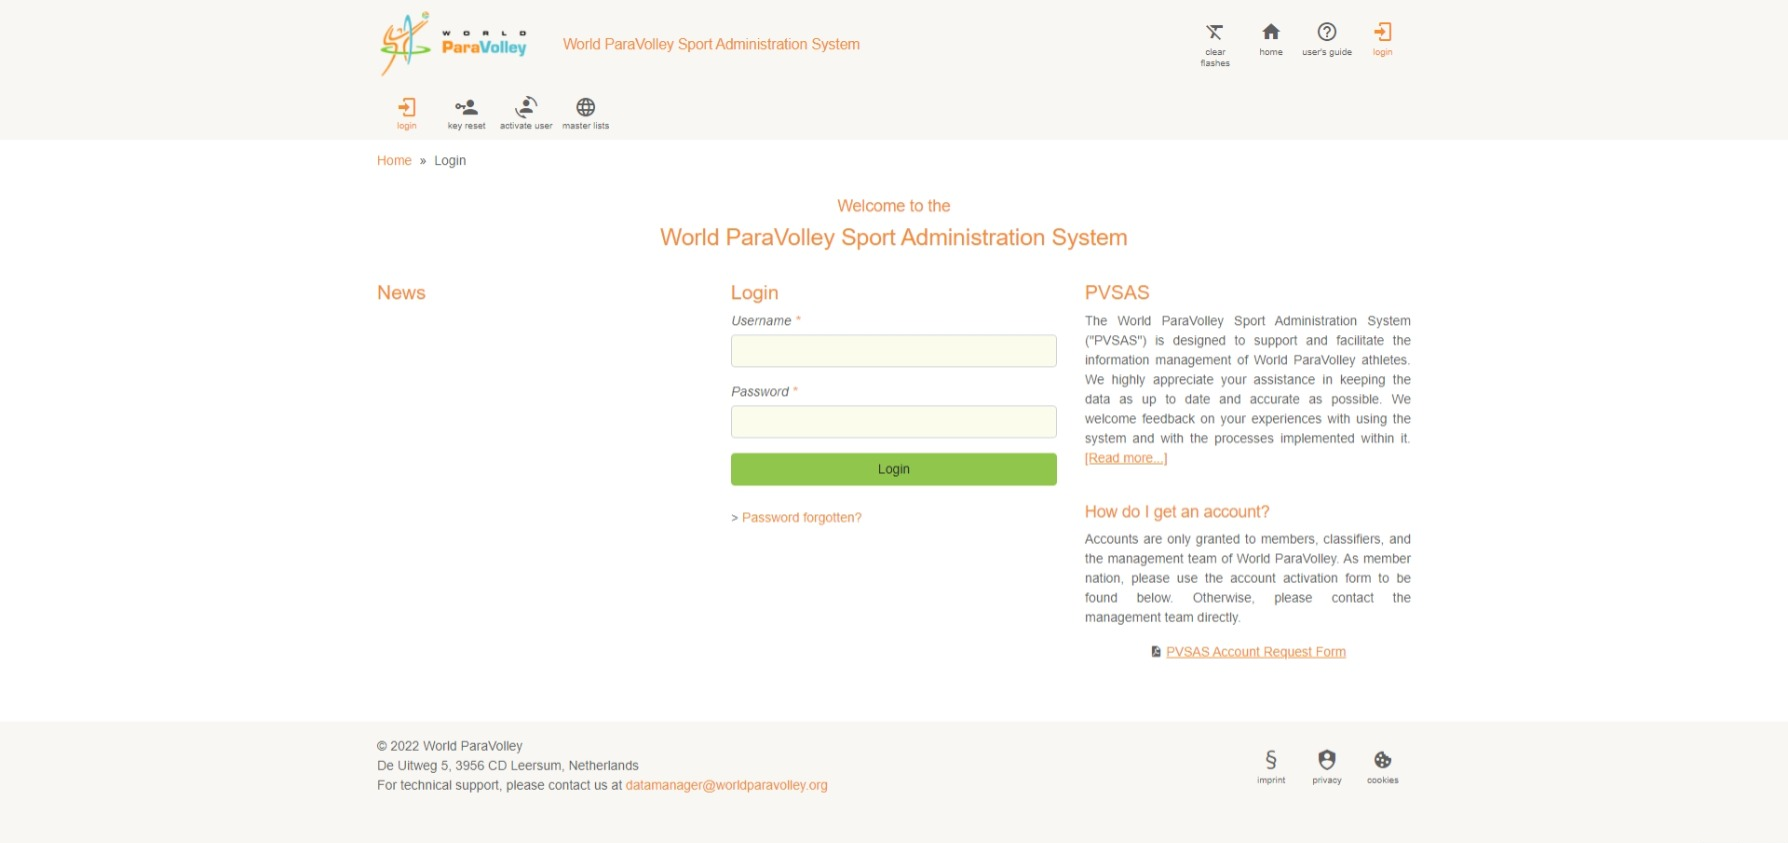 WORLD
ParaVolley
World ParaVolley Sport Administration System
clear
flashes
home
user's guide
login
login
key reset
activate user
master lists
Home » Login
Welcome to the
World ParaVolley Sport Administration System
News
Login
Username *
Password *
Login
> Password forgotten?
PVSAS
The World ParaVolley Sport Administration System
("PVSAS") is designed to support and facilitate the
information management of World ParaVolley athletes.
We highly appreciate your assistance in keeping the
data as up to date and accurate as possible. We
welcome feedback on your experiences with using the
system and with the processes implemented within it.
[Read more...]
How do I get an account?
Accounts are only granted to members, classifiers, and
the management team of World ParaVolley. As member
nation, please use the account activation form to be
found below. Otherwise, please contact the
management team directly.
PVSAS Account Request Form
© 2022 World ParaVolley
De Uitweg 5, 3956 CD Leersum, Netherlands
For technical support, please contact us at datamanager@worldparavolley.org
§
imprint
privacy
cookies